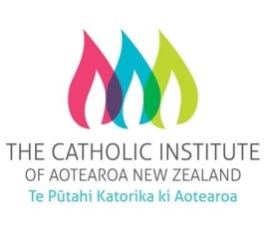 THE CATHOLIC INSTITUTE
OF AOTEAROA NEW ZEALAND
Te Pūtahi Katorika ki Aotearoa